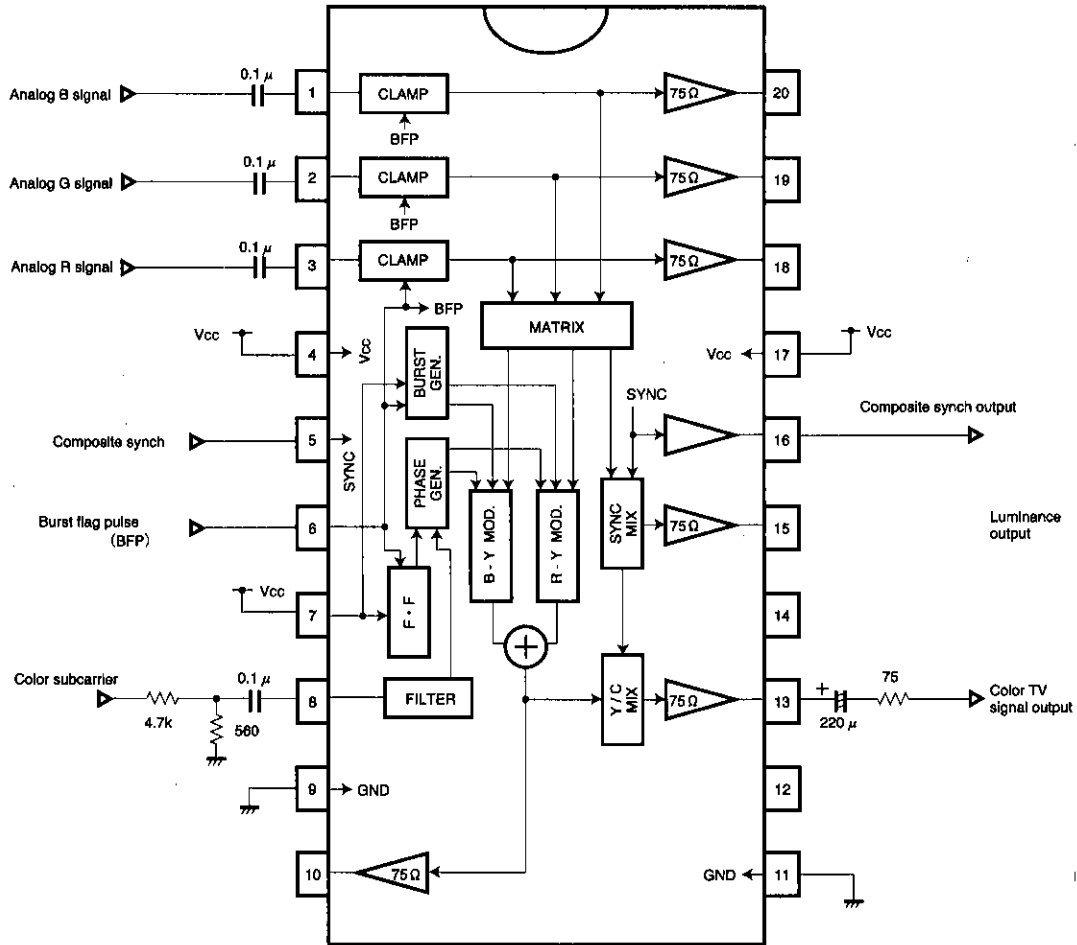 0.1 μ
Analog B signal
1
CLAMP
75Ω
20
BFP
0.1 μ
Analog G signal
2
CLAMP
75Ω
19
BFP
0.1 μ
Analog R signal
3
CLAMP
75Ω
18
BFP
MATRIX
Vcc
4
Vcc
BURST GEN.
Vcc
17
Vcc
SYNC
Composite synch output
Composite synch
5
SYNC
16
PHASE GEN.
Burst flag pulse
(BFP)
6
B - Y MOD.
R - Y MOD.
SYNC MIX
75Ω
15
Luminance
output
Vcc
7
F • F
14
Color subcarrier
0.1 μ
8
FILTER
4.7k
560
Y / C MIX
75Ω
13
+
220 μ
75
Color TV
signal output
9
GND
12
10
75Ω
GND
11